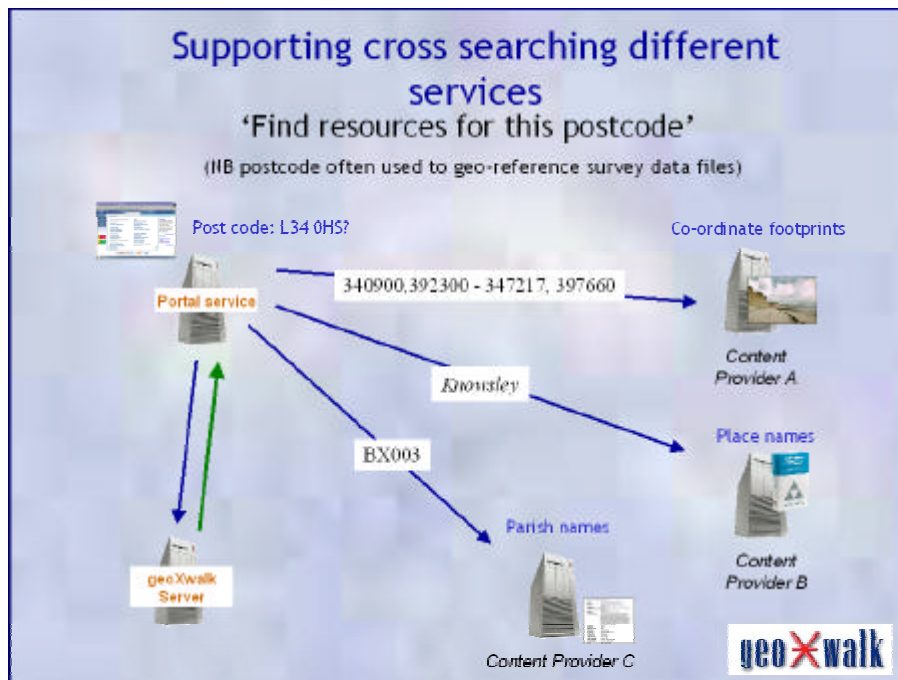 Supporting cross searching different
services
‘Find resources for this postcode’
(NB postcode often used to geo-reference survey data files)
Post code: L34 0HS?
Co-ordinate footprints
340900,392300 - 347217, 397660
Portal service
Content
Provider A
Knowsley
Place names
BX003
Parish names
geoXwalk
Server
Content
Provider B
Content Provider C
geoXwalk